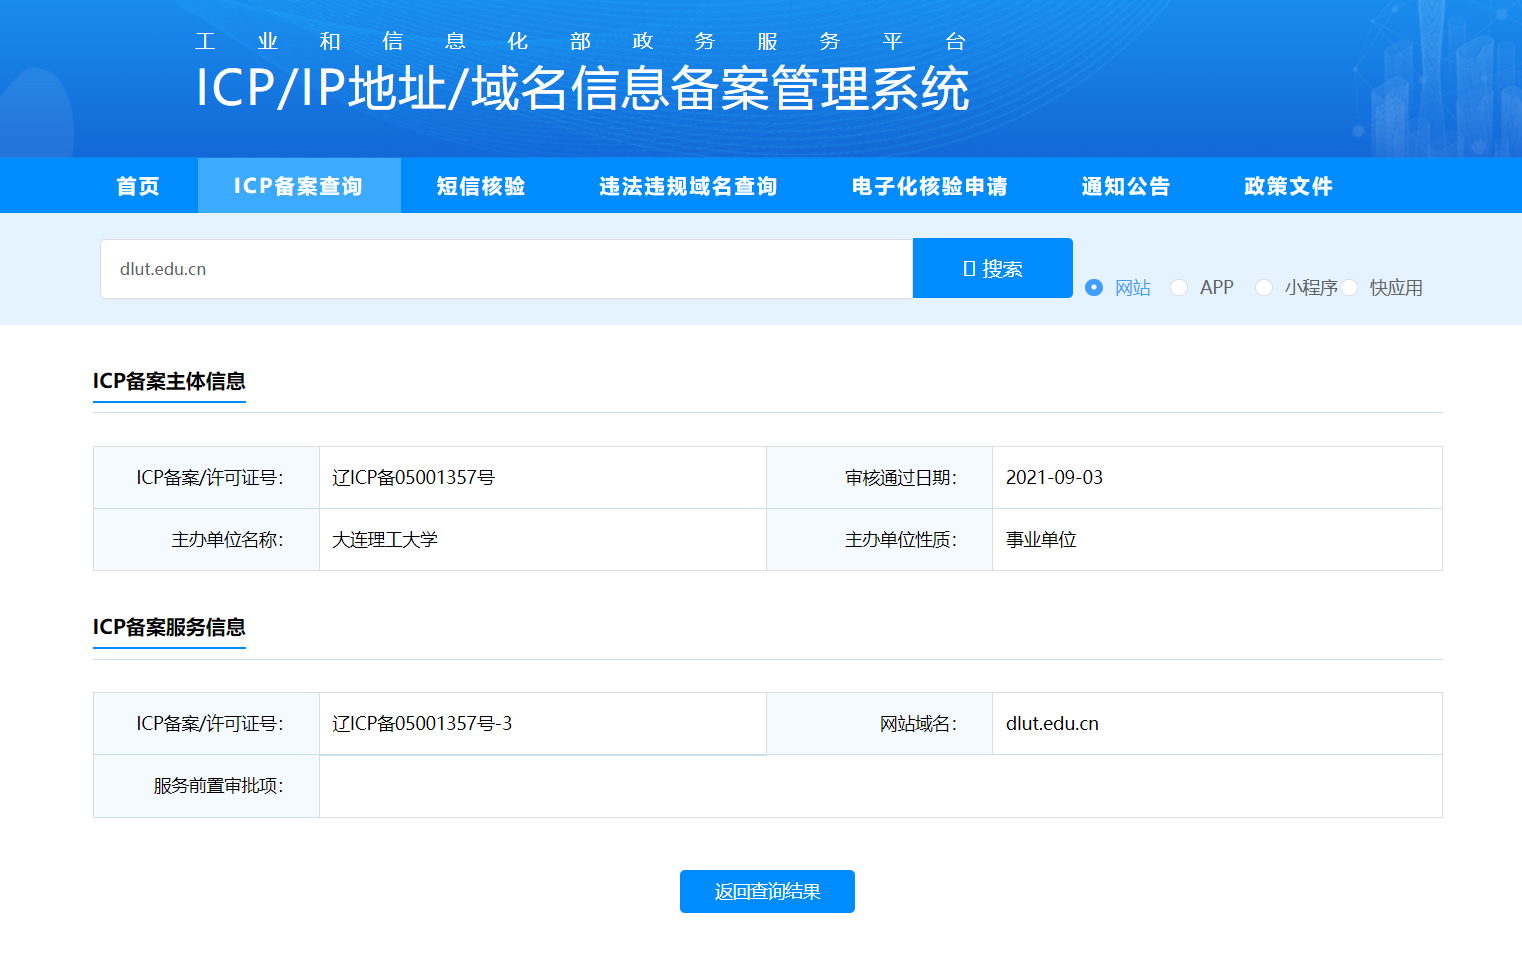 工业和信息化部政务服务平台
ICP/IP地址/域名信息备案管理系统
首页 ICP备案查询 短信核验 违法违规域名查询 电子化核验申请 通知公告 政策文件
dlut.edu.cn 搜索 网站 APP 小程序 快应用
ICP备案主体信息
ICP备案/许可证号： 辽ICP备05001357号 审核通过日期： 2021-09-03
主办单位名称： 大连理工大学 主办单位性质： 事业单位
ICP备案服务信息
ICP备案/许可证号： 辽ICP备05001357号-3 网站域名： dlut.edu.cn
服务前置审批项：
返回查询结果